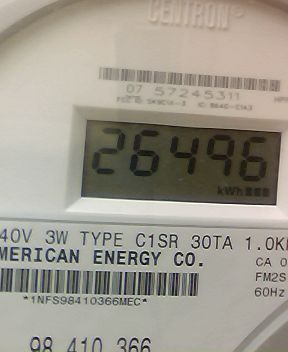 CENTRON®
07 57245311
26496
kWh
40V 3W TYPE C1SR 30TA 1.0K
MERICAN ENERGY CO.
CA 0
FM2S
60Hz
*1NFS98410366MEC*
98 410 366